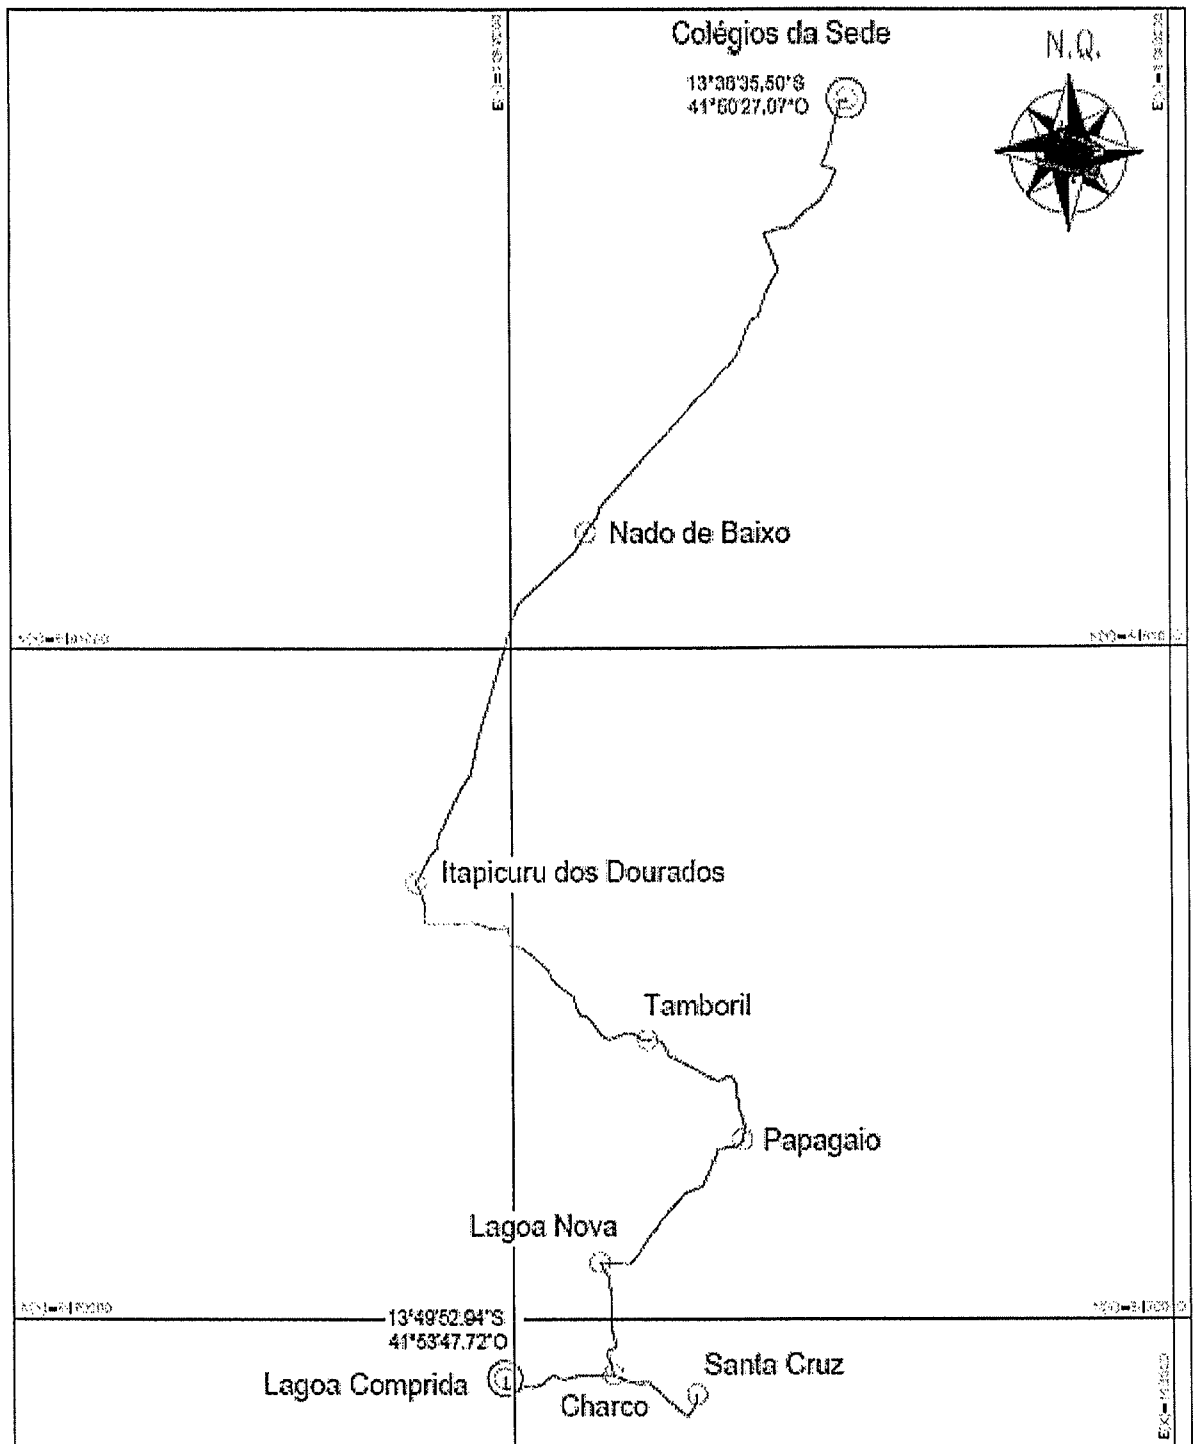 Colégios da Sede
N.Q.
13°36'35,50"S
41°50'27,07"O
Nado de Baixo
Itapicuru dos Dourados
Tamboril
Papagaio
Lagoa Nova
13°49'52.94"S
41°53'47.72"O
Santa Cruz
Lagoa Comprida
Charco